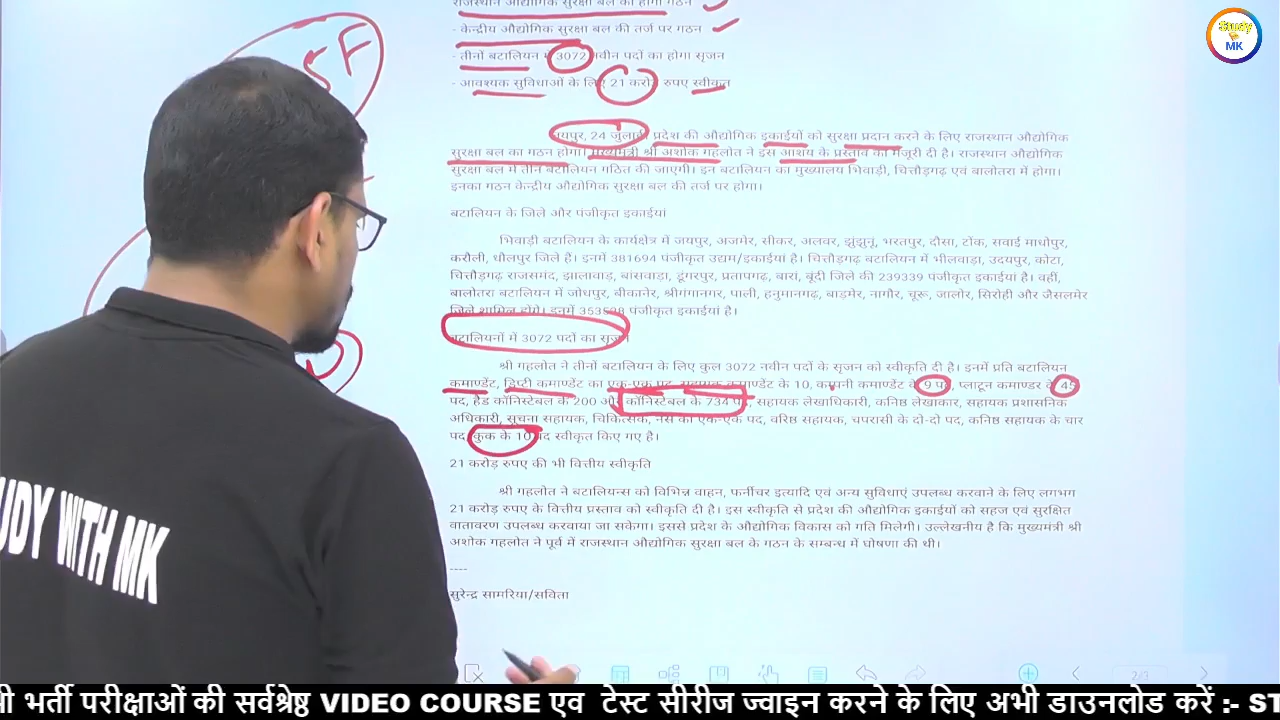 राजस्थान औद्योगिक सुरक्षा बल का होगा गठन
- केन्द्रीय औद्योगिक सुरक्षा बल की तर्ज पर गठन
- तीनों बटालियन में 3072 नवीन पदों का होगा सृजन
- आवश्यक सुविधाओं के लिए 21 करोड़ रुपए स्वीकृत
Study
MK
SF
जयपुर, 24 जुलाई। प्रदेश की औद्योगिक इकाईयों को सुरक्षा प्रदान करने के लिए राजस्थान औद्योगिक
सुरक्षा बल का गठन होगा। मुख्यमंत्री श्री अशोक गहलोत ने इस आशय के प्रस्ताव को मंजूरी दी है। राजस्थान औद्योगिक
सुरक्षा बल में तीन बटालियन गठित की जाएगी। इन बटालियन का मुख्यालय भिवाड़ी, चित्तौड़गढ़ एवं बालोतरा में होगा।
इनका गठन केन्द्रीय औद्योगिक सुरक्षा बल की तर्ज पर होगा।
बटालियन के जिले और पंजीकृत इकाईयां
भिवाड़ी बटालियन के कार्यक्षेत्र में जयपुर, अजमेर, सीकर, अलवर, झुंझुनूं, भरतपुर, दौसा, टोंक, सवाई माधोपुर,
करौली, धौलपुर जिले है। इनमें 381694 पंजीकृत उद्यम/इकाईयां है। चित्तौड़गढ़ बटालियन में भीलवाड़ा, उदयपुर, कोटा,
चित्तौड़गढ़ राजसमंद, झालावाड़, बांसवाड़ा, डूंगरपुर, प्रतापगढ़, बारां, बूंदी जिले की 239339 पंजीकृत इकाईयां है। वहीं,
बालोतरा बटालियन में जोधपुर, बीकानेर, श्रीगंगानगर, पाली, हनुमानगढ़, बाड़मेर, नागौर, चूरू, जालोर, सिरोही और जैसलमेर
जिले शामिल होंगे। इनमें पंजीकृत इकाईयां है।
बटालियनों में 3072 पदों का सृजन
श्री गहलोत ने तीनों बटालियन के लिए कुल 3072 नवीन पदों के सृजन को स्वीकृति दी है। इनमें प्रति बटालियन
कमाण्डेंट, डिप्टी कमाण्डेंट का एक-एक पद, सहायक कमाण्डेंट के 10, कम्पनी कमाण्डेंट के 9 पद, प्लाटून कमाण्डर के 45
पद, हैड कॉनिस्टेबल के 200 और कॉनिस्टेबल के 734 पद, सहायक लेखाधिकारी, कनिष्ठ लेखाकार, सहायक प्रशासनिक
अधिकारी, सूचना सहायक, चिकित्सक, नर्स का एक-एक पद, वरिष्ठ सहायक, चपरासी के दो-दो पद, कनिष्ठ सहायक के चार
पद, कुक के 10 पद स्वीकृत किए गए है।
21 करोड़ रुपए की भी वित्तीय स्वीकृति
श्री गहलोत ने बटालियन्स को विभिन्न वाहन, फर्नीचर इत्यादि एवं अन्य सुविधाएं उपलब्ध करवाने के लिए लगभग
21 करोड़ रुपए के वित्तीय प्रस्ताव को स्वीकृति दी है। इस स्वीकृति से प्रदेश की औद्योगिक इकाईयों को सहज एवं सुरक्षित
वातावरण उपलब्ध करवाया जा सकेगा। इससे प्रदेश के औद्योगिक विकास को गति मिलेगी। उल्लेखनीय है कि मुख्यमंत्री श्री
अशोक गहलोत ने पूर्व में राजस्थान औद्योगिक सुरक्षा बल के गठन के सम्बन्ध में घोषणा की थी।
----
सुरेन्द्र सामरिया/सविता
UDY WITH MK
2/3
भी भर्ती परीक्षाओं की सर्वश्रेष्ठ VIDEO COURSE एव टेस्ट सीरीज ज्वाइन करने के लिए अभी डाउनलोड करें :- ST